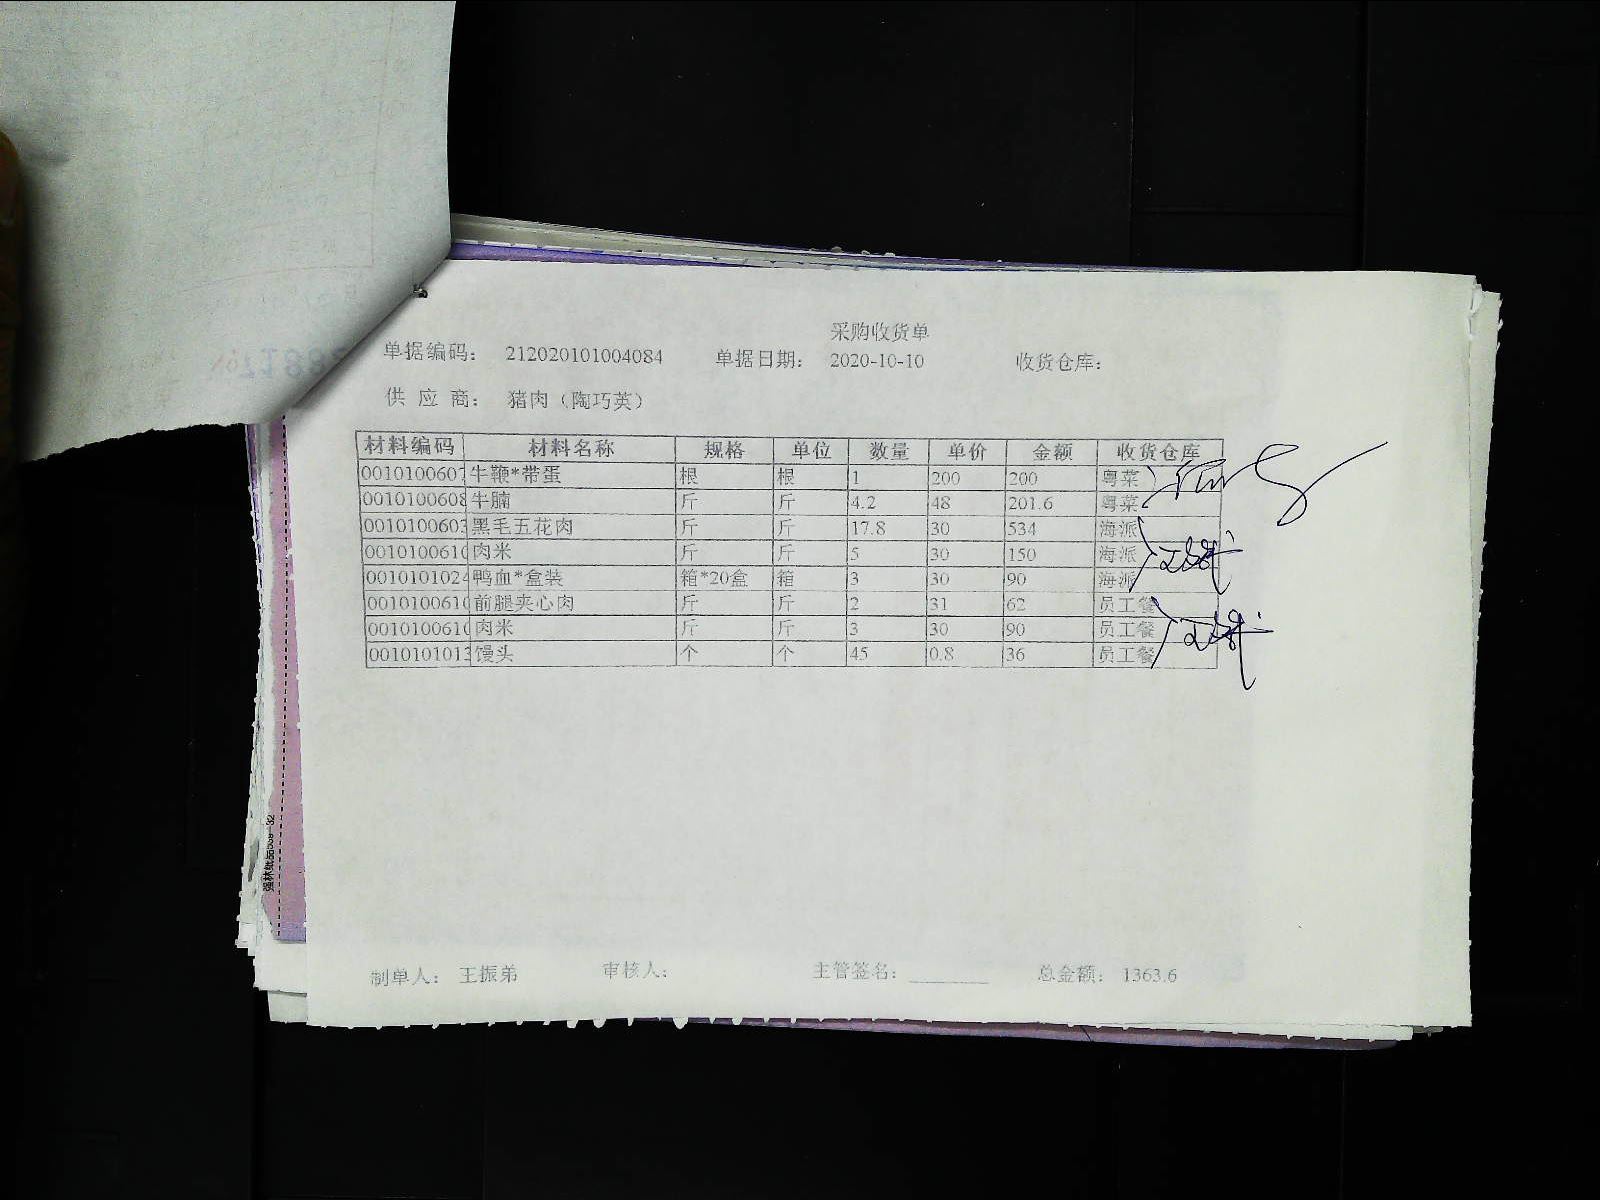 采购收货单
单据编码： 212020101004084 单据日期： 2020-10-10 收货仓库：
供 应 商： 猪肉（陶巧英）
材料编码 材料名称 规格 单位 数量 单价 金额 收货仓库
0010100607 牛鞭*带蛋 根 根 1 200 200 粤菜
0010100608 牛腩 斤 斤 4.2 48 201.6 粤菜
0010100603 黑毛五花肉 斤 斤 17.8 30 534 海派
0010100610 肉米 斤 斤 5 30 150 海派
0010101024 鸭血*盒装 箱*20盒 箱 3 30 90 海派
0010100610 前腿夹心肉 斤 斤 2 31 62 员工餐
0010100610 肉米 斤 斤 3 30 90 员工餐
0010101013 馒头 个 个 45 0.8 36 员工餐
制单人： 王振弟 审核人： 主管签名： 总金额： 1363.6